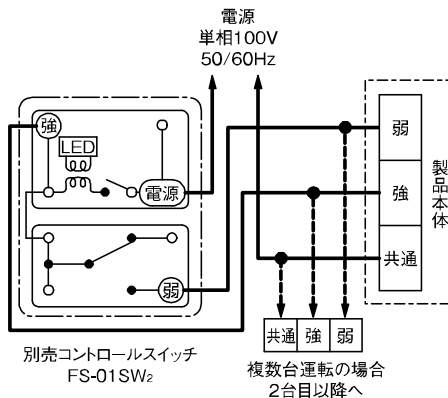 電源
単相100V
50/60Hz
強
LED
電源
弱
弱
強
共通
製品本体
共通 強 弱
別売コントロールスイッチ
FS-01SW₂
複数台運転の場合
2台目以降へ